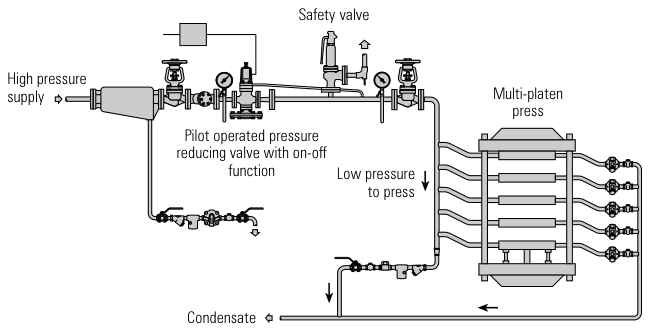 Safety valve
High pressure
supply
Multi-platen
press
Pilot operated pressure
reducing valve with on-off
function
Low pressure
to press
Condensate